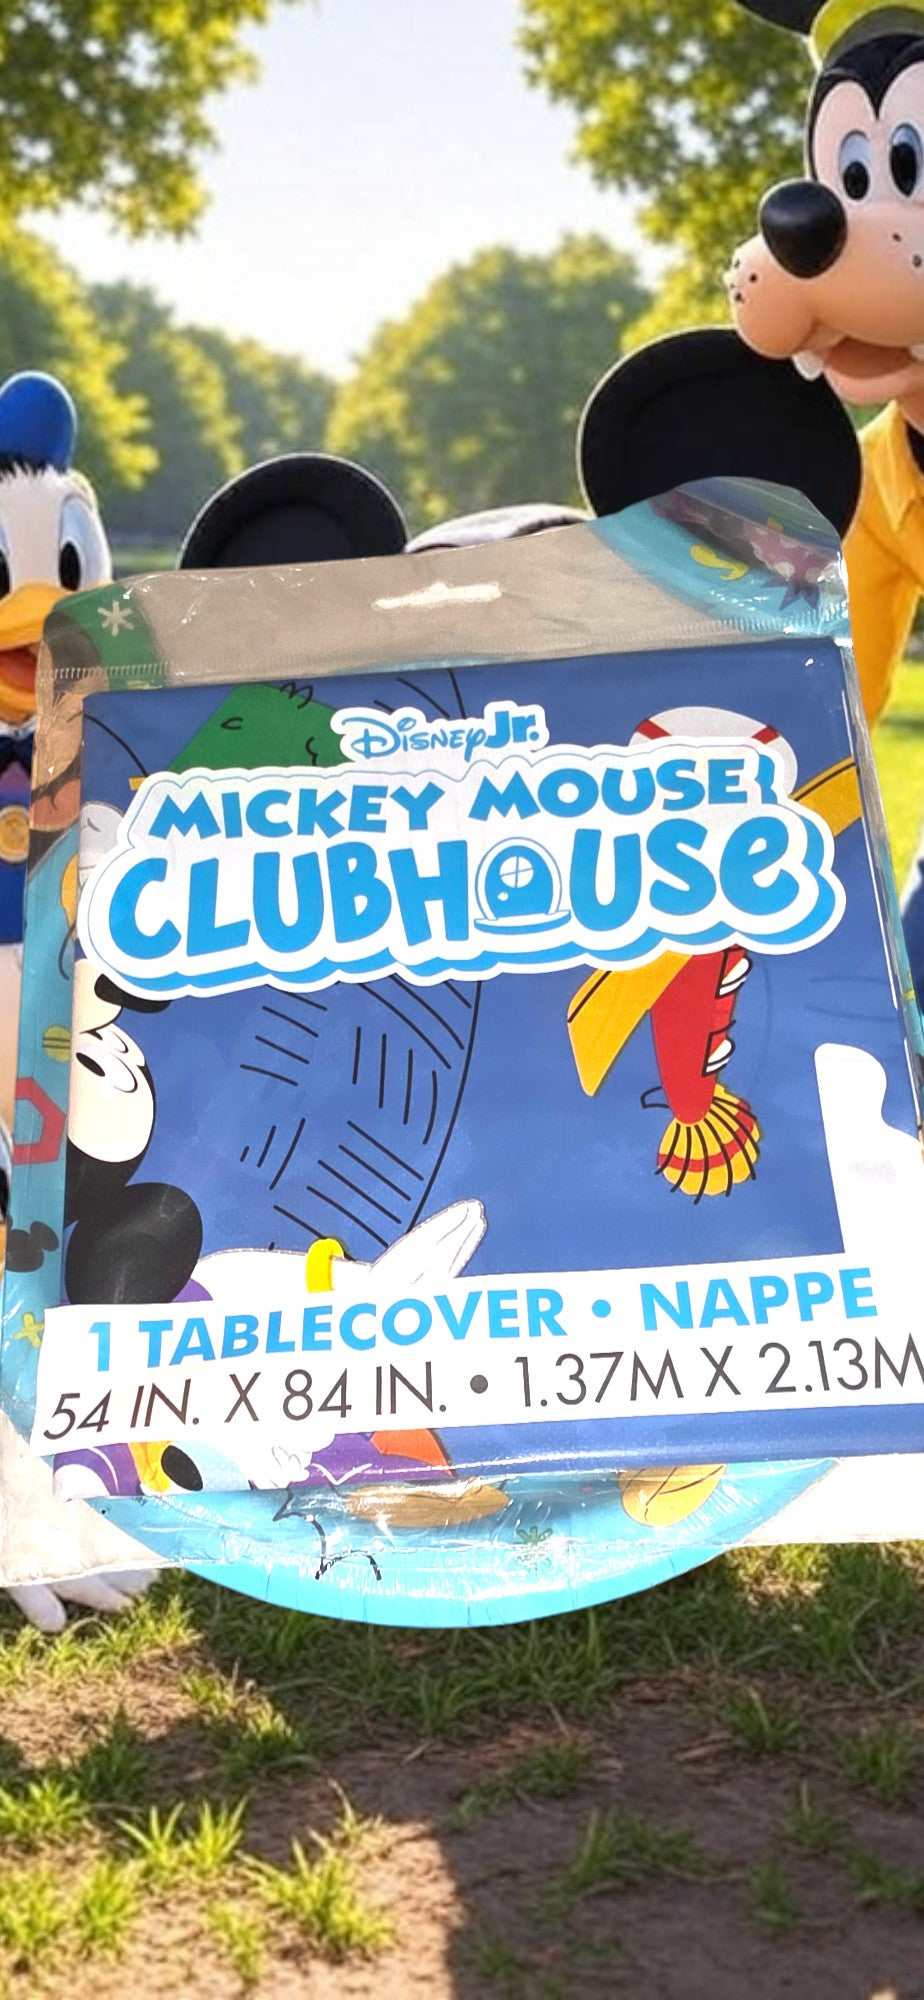 Disney Jr.
MICKEY MOUSE
CLUBHOUSE
1 TABLECOVER • NAPPE
54 IN. X 84 IN. • 1.37M X 2.13M